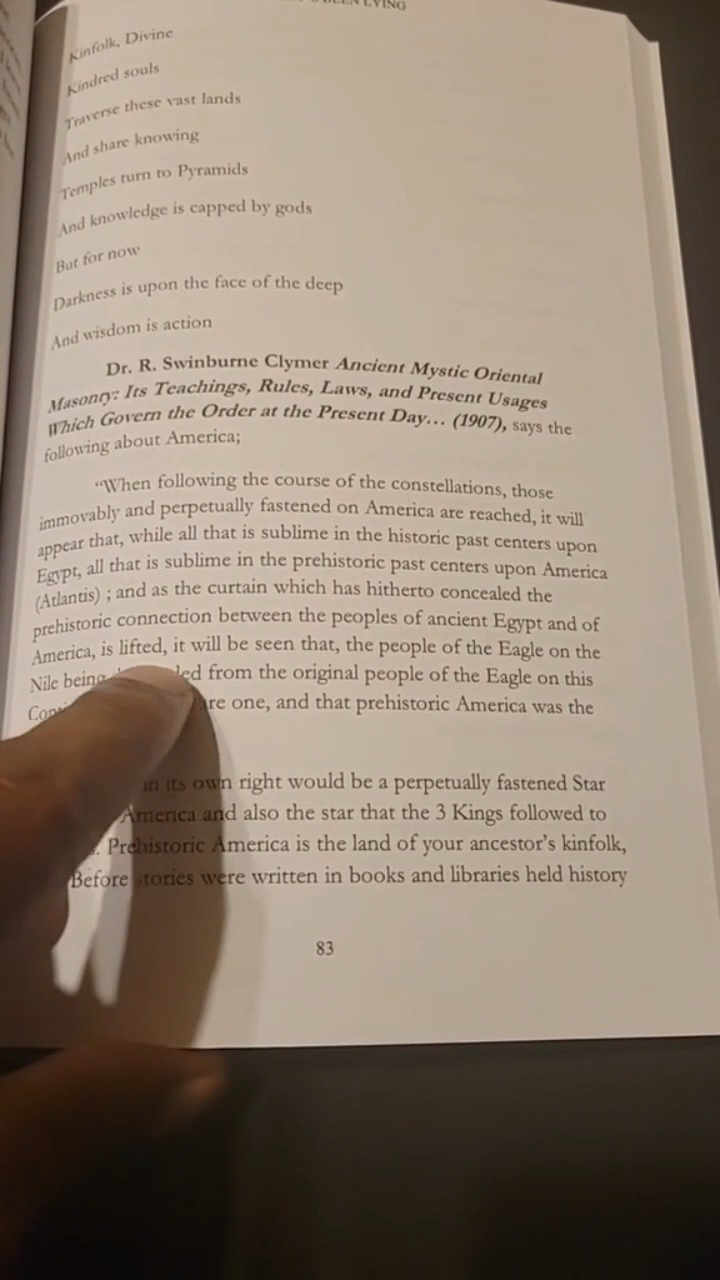 BEEN LYING
Kinfolk, Divine
Kindred souls
Traverse these vast lands
And share knowing
Temples turn to Pyramids
And knowledge is capped by gods
But for now
Darkness is upon the face of the deep
And wisdom is action
Dr. R. Swinburne Clymer Ancient Mystic Oriental
Masonry: Its Teachings, Rules, Laws, and Present Usages
Which Govern the Order at the Present Day... (1907), says the
following about America;
“When following the course of the constellations, those
immovably and perpetually fastened on America are reached, it will
appear that, while all that is sublime in the historic past centers upon
Egypt, all that is sublime in the prehistoric past centers upon America
(Atlantis) ; and as the curtain which has hitherto concealed the
prehistoric connection between the peoples of ancient Egypt and of
America, is lifted, it will be seen that, the people of the Eagle on the
Nile being from the original people of the Eagle on this
one, and that prehistoric America was the
in its own right would be a perpetually fastened Star
America and also the star that the 3 Kings followed to
Prehistoric America is the land of your ancestor's kinfolk,
Before stories were written in books and libraries held history
83